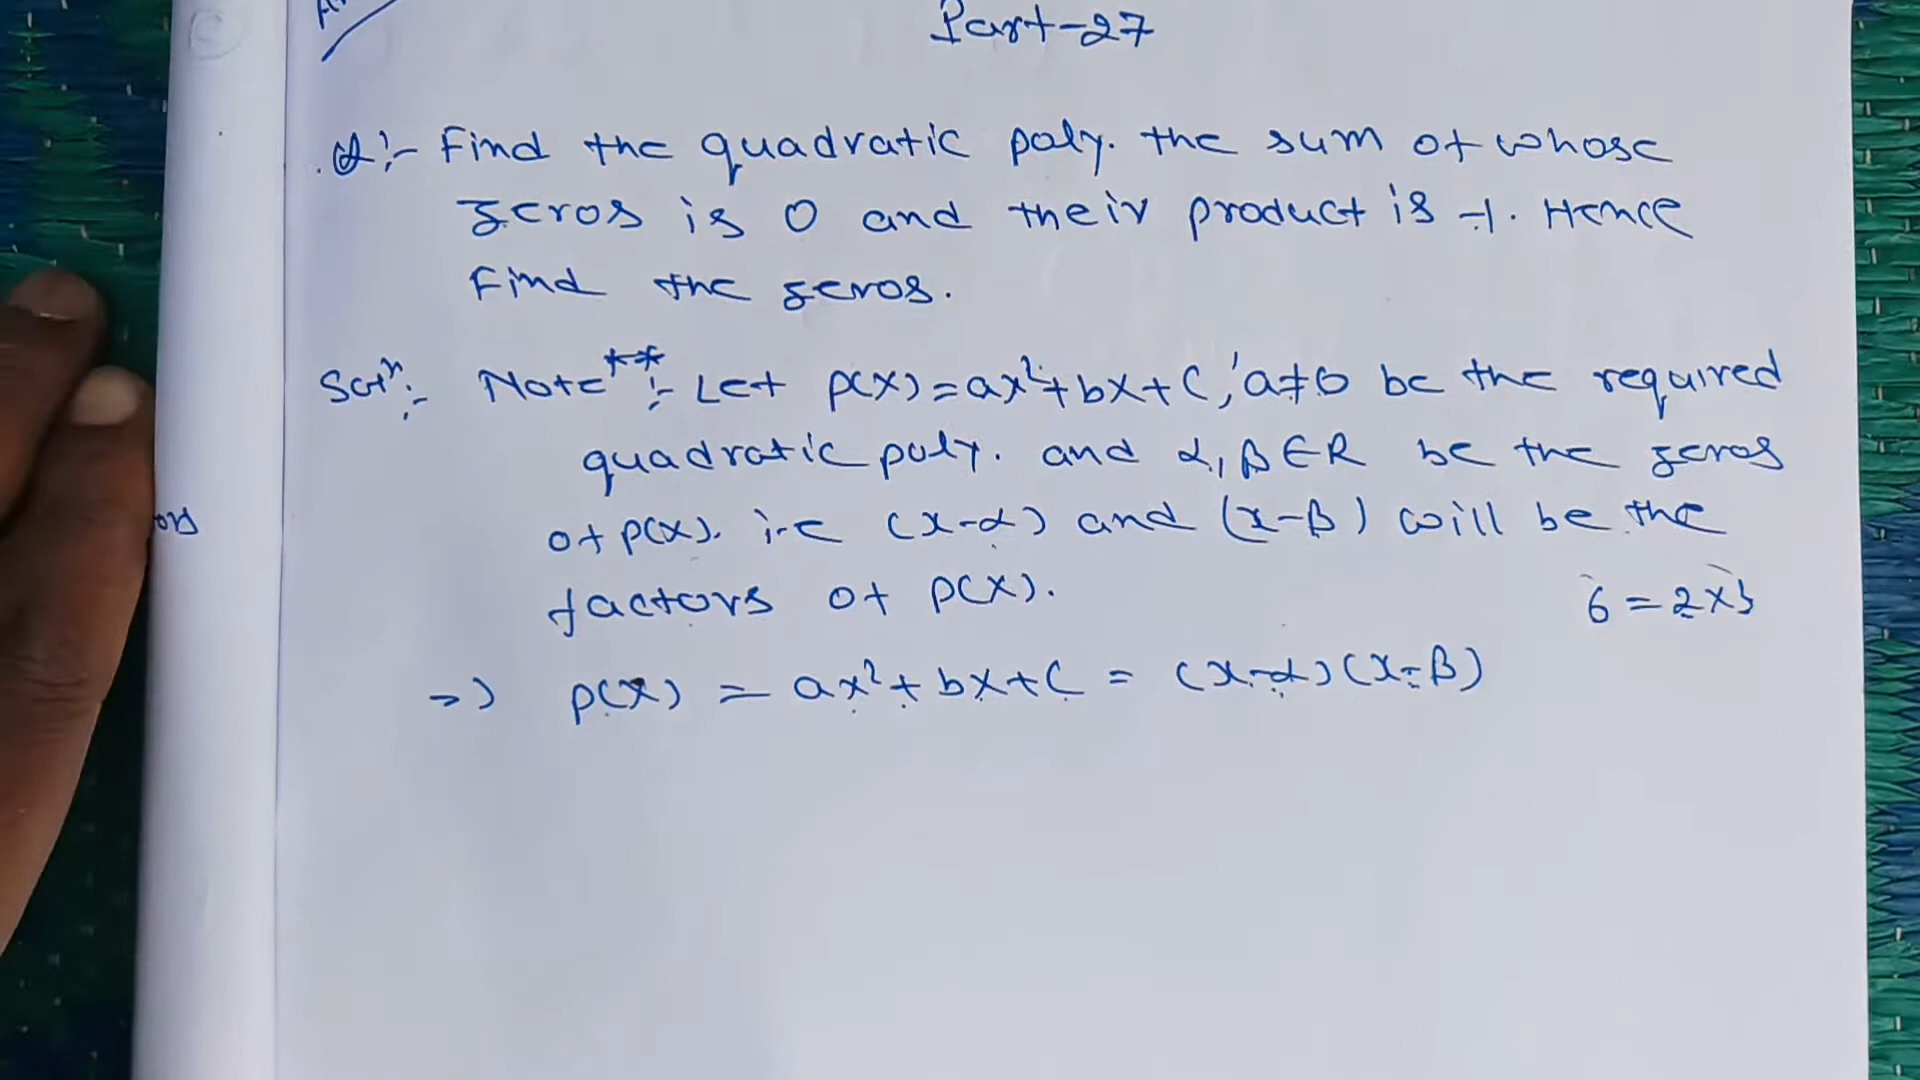 Part-27
Q:- Find the quadratic poly. the sum of whose
zeros is 0 and their product is -1. Hence
find the zeros.
Solⁿ:- Note**:- Let p(x)=ax²+bx+c, a≠0 be the required
quadratic poly. and α, β ∈ R be the zeros
of p(x). i.e (x-α) and (x-β) will be the
factors of p(x).
6 = 2×3
=> p(x) = ax²+bx+c = (x-α)(x-β)